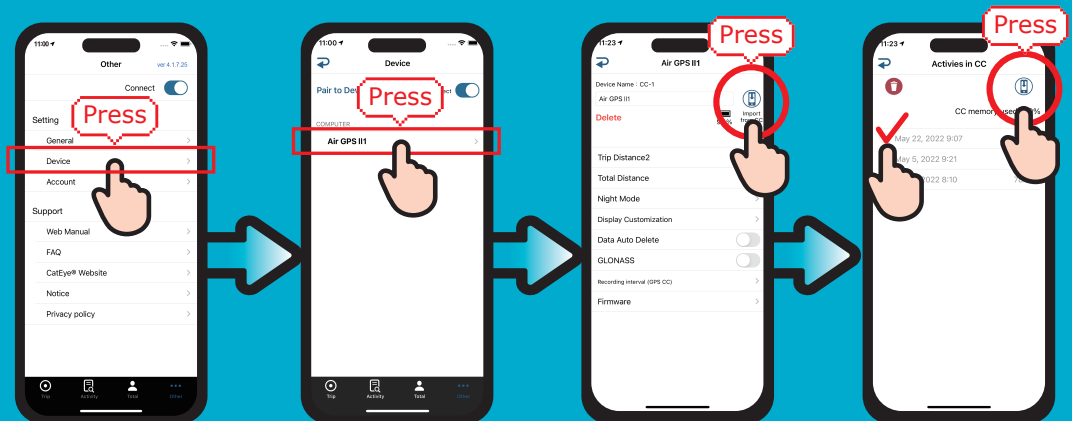 11:00
Other
ver 4.1.7.25
Connect
Setting
Press
General
Device
Account
Support
Web Manual
FAQ
CatEye® Website
Notice
Privacy policy
Trip
Activity
Total
Other
11:00
Device
Pair to
Press
COMPUTER
Air GPS II1
Trip
Activity
Total
Other
Press
11:23
Air GPS II1
Device Name : CC-1
Air GPS II1
Delete
Import
from CC
Trip Distance2
Total Distance
Night Mode
Display Customization
Data Auto Delete
GLONASS
Recording interval (GPS CC)
Firmware
Press
11:23
Activies in CC
CC memory used
May 22, 2022 9:07
May 5, 2022 9:21
2022 8:10